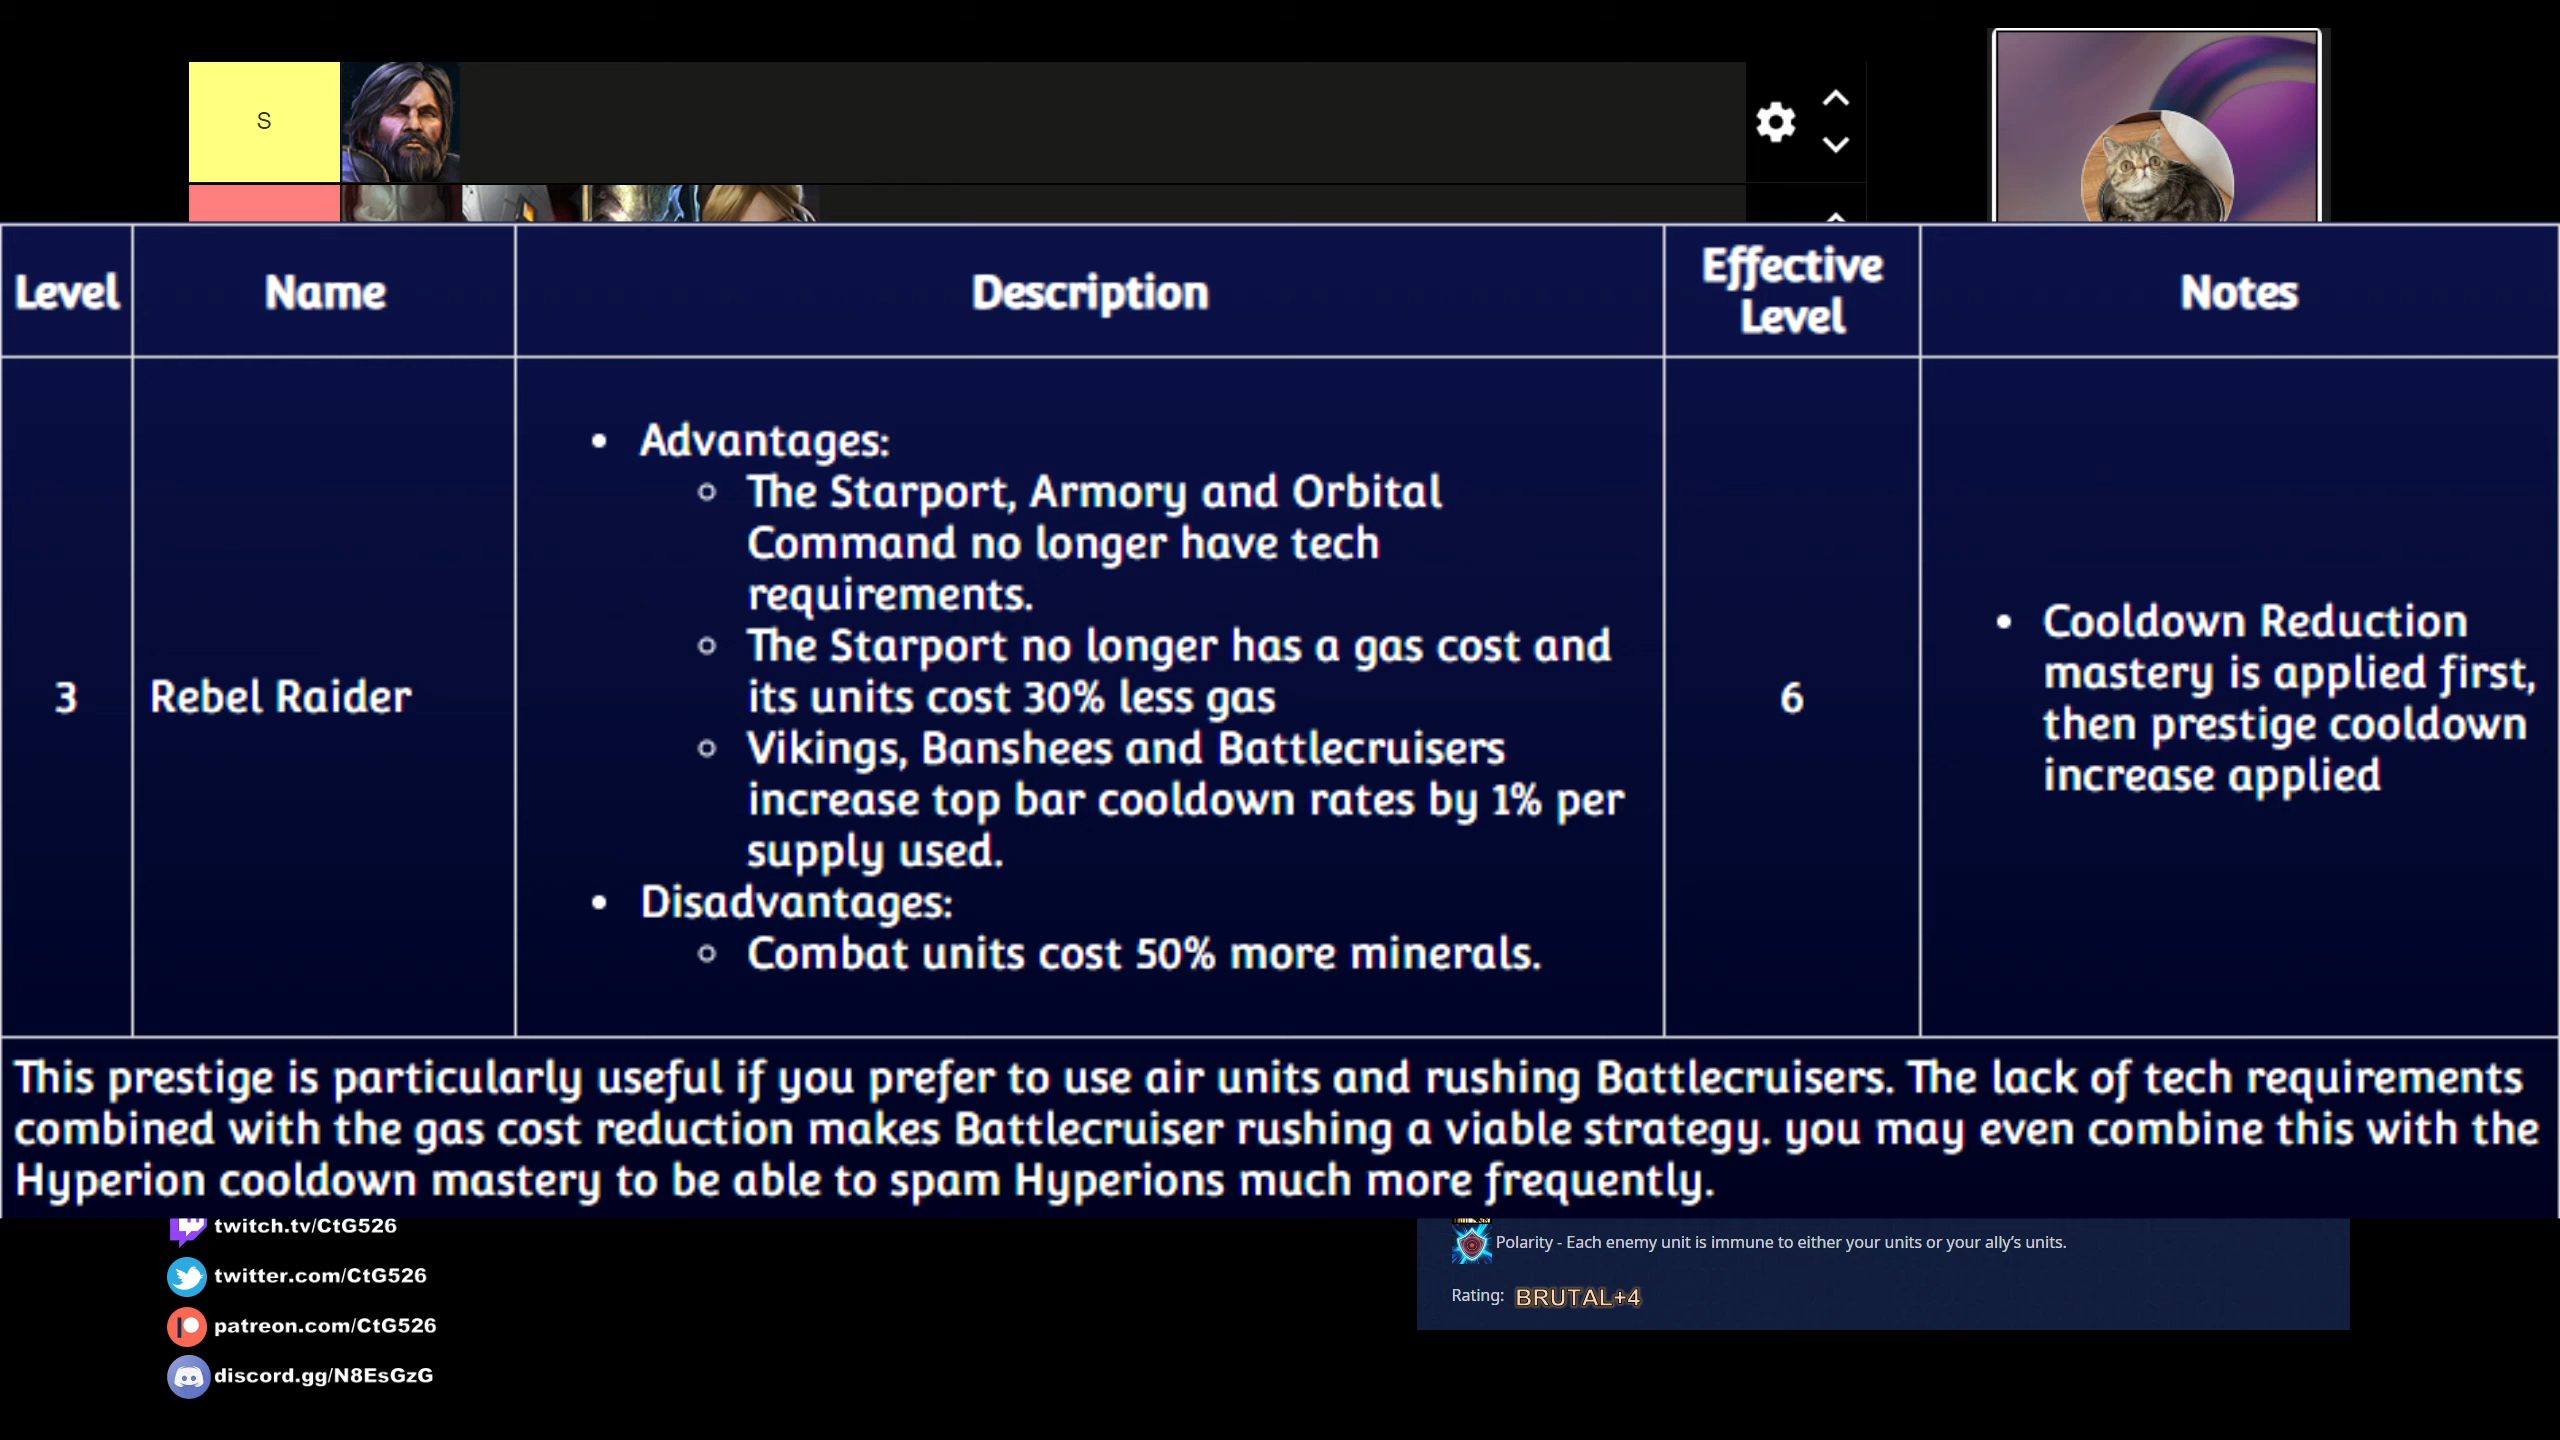 S
Level
Name
Description
Effective
Level
Notes
3
Rebel Raider
• Advantages:
○ The Starport, Armory and Orbital
Command no longer have tech
requirements.
○ The Starport no longer has a gas cost and
its units cost 30% less gas
○ Vikings, Banshees and Battlecruisers
increase top bar cooldown rates by 1% per
supply used.
• Disadvantages:
○ Combat units cost 50% more minerals.
6
• Cooldown Reduction
mastery is applied first,
then prestige cooldown
increase applied
This prestige is particularly useful if you prefer to use air units and rushing Battlecruisers. The lack of tech requirements
combined with the gas cost reduction makes Battlecruiser rushing a viable strategy. you may even combine this with the
Hyperion cooldown mastery to be able to spam Hyperions much more frequently.
twitch.tv/CtG526
twitter.com/CtG526
patreon.com/CtG526
discord.gg/N8EsGzG
Polarity - Each enemy unit is immune to either your units or your ally’s units.
Rating: BRUTAL+4